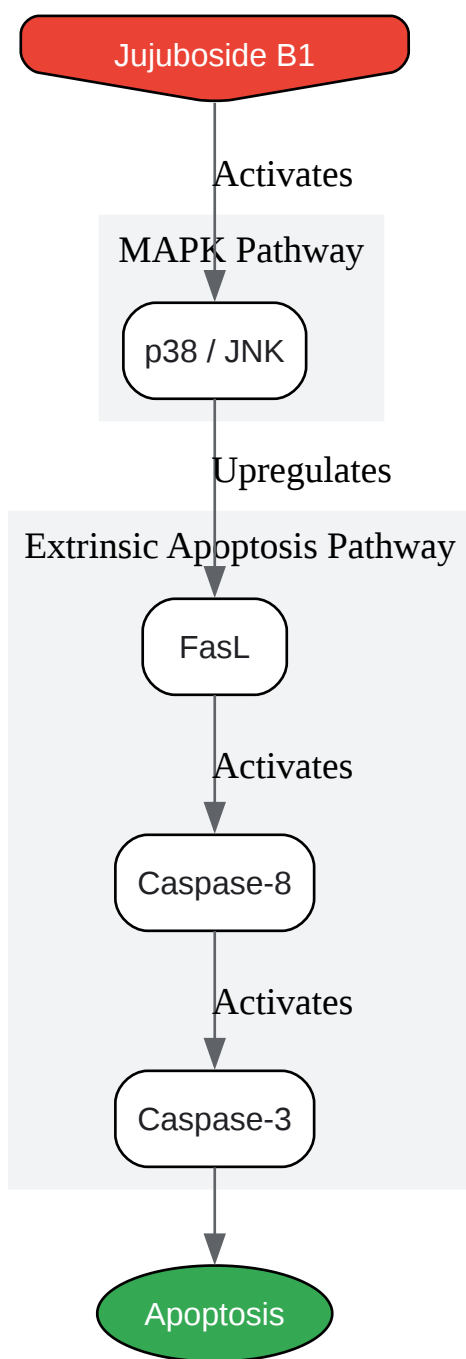 Jujuboside B1
Activates
MAPK Pathway
p38 / JNK
Upregulates
Extrinsic Apoptosis Pathway
FasL
Activates
Caspase-8
Activates
Caspase-3
Apoptosis